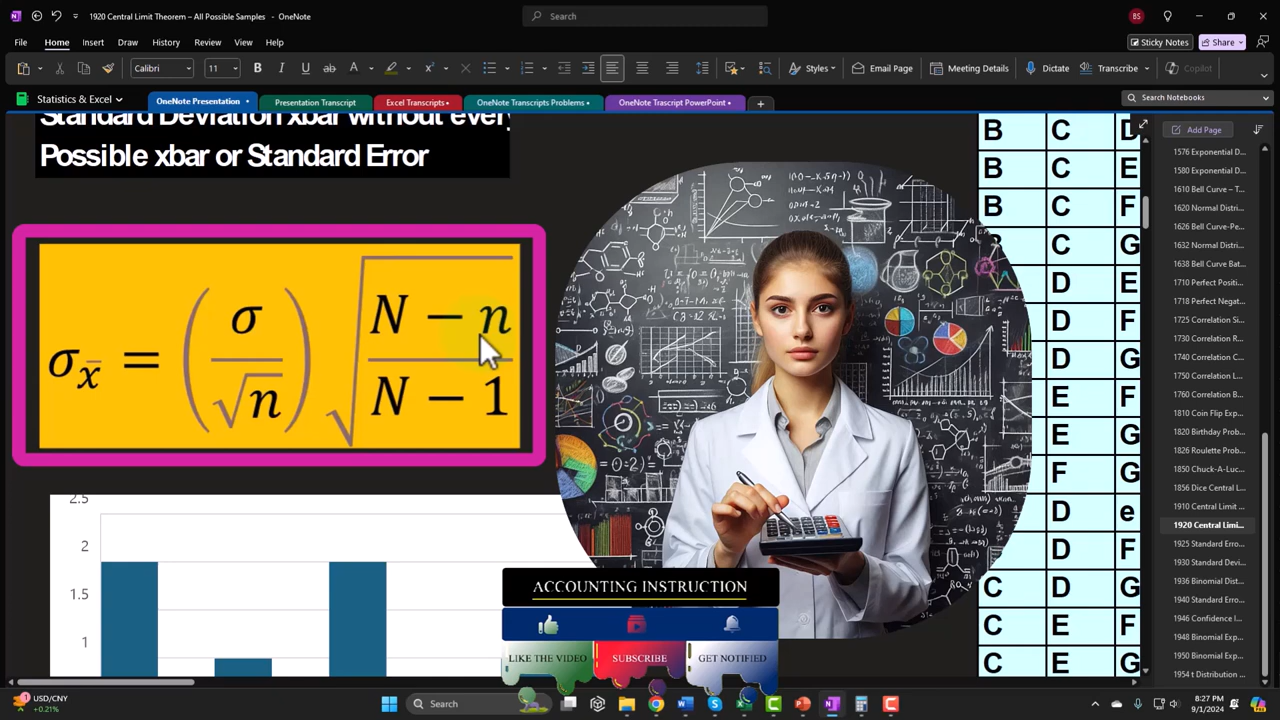 1920 Central Limit Theorem – All Possible Samples - OneNote
Search
BS
File
Home
Insert
Draw
History
Review
View
Help
Sticky Notes
Share
Calibri
11
Styles
Email Page
Meeting Details
Dictate
Transcribe
Copilot
Statistics & Excel
OneNote Presentation
Presentation Transcript
Excel Transcripts
OneNote Transcripts Problems
OneNote Trascript PowerPoint
Search Notebooks
Add Page
Standard Deviation xbar without every
Possible xbar or Standard Error
σx̄ = (σ/√n) √(N − n / N − 1)
2.5
2
1.5
1
B C D
B C E
B C F
C G
D E
D F
D G
E F
E G
F G
D e
D F
C D G
C E F
C E G
ACCOUNTING INSTRUCTION
LIKE THE VIDEO
SUBSCRIBE
GET NOTIFIED
1576 Exponential D...
1580 Exponential D...
1610 Bell Curve – T...
1620 Normal Distri...
1626 Bell Curve-Pe...
1632 Normal Distri...
1638 Bell Curve Bat...
1710 Perfect Positi...
1718 Perfect Negat...
1725 Correlation Si...
1730 Correlation R...
1740 Correlation C...
1750 Correlation L...
1810 Coin Flip Exp...
1820 Birthday Prob...
1826 Roulette Prob...
1850 Chuck-A-Luc...
1856 Dice Central L...
1910 Central Limit ...
1920 Central Limi...
1925 Standard Erro...
1930 Standard Devi...
1936 Binomial Dist...
1940 Standard Erro...
1946 Confidence I...
1948 Binomial Exp...
1950 Binomial Exp...
1954 t Distribution ...
USD/CNY
+0.21%
Search
8:27 PM
9/1/2024